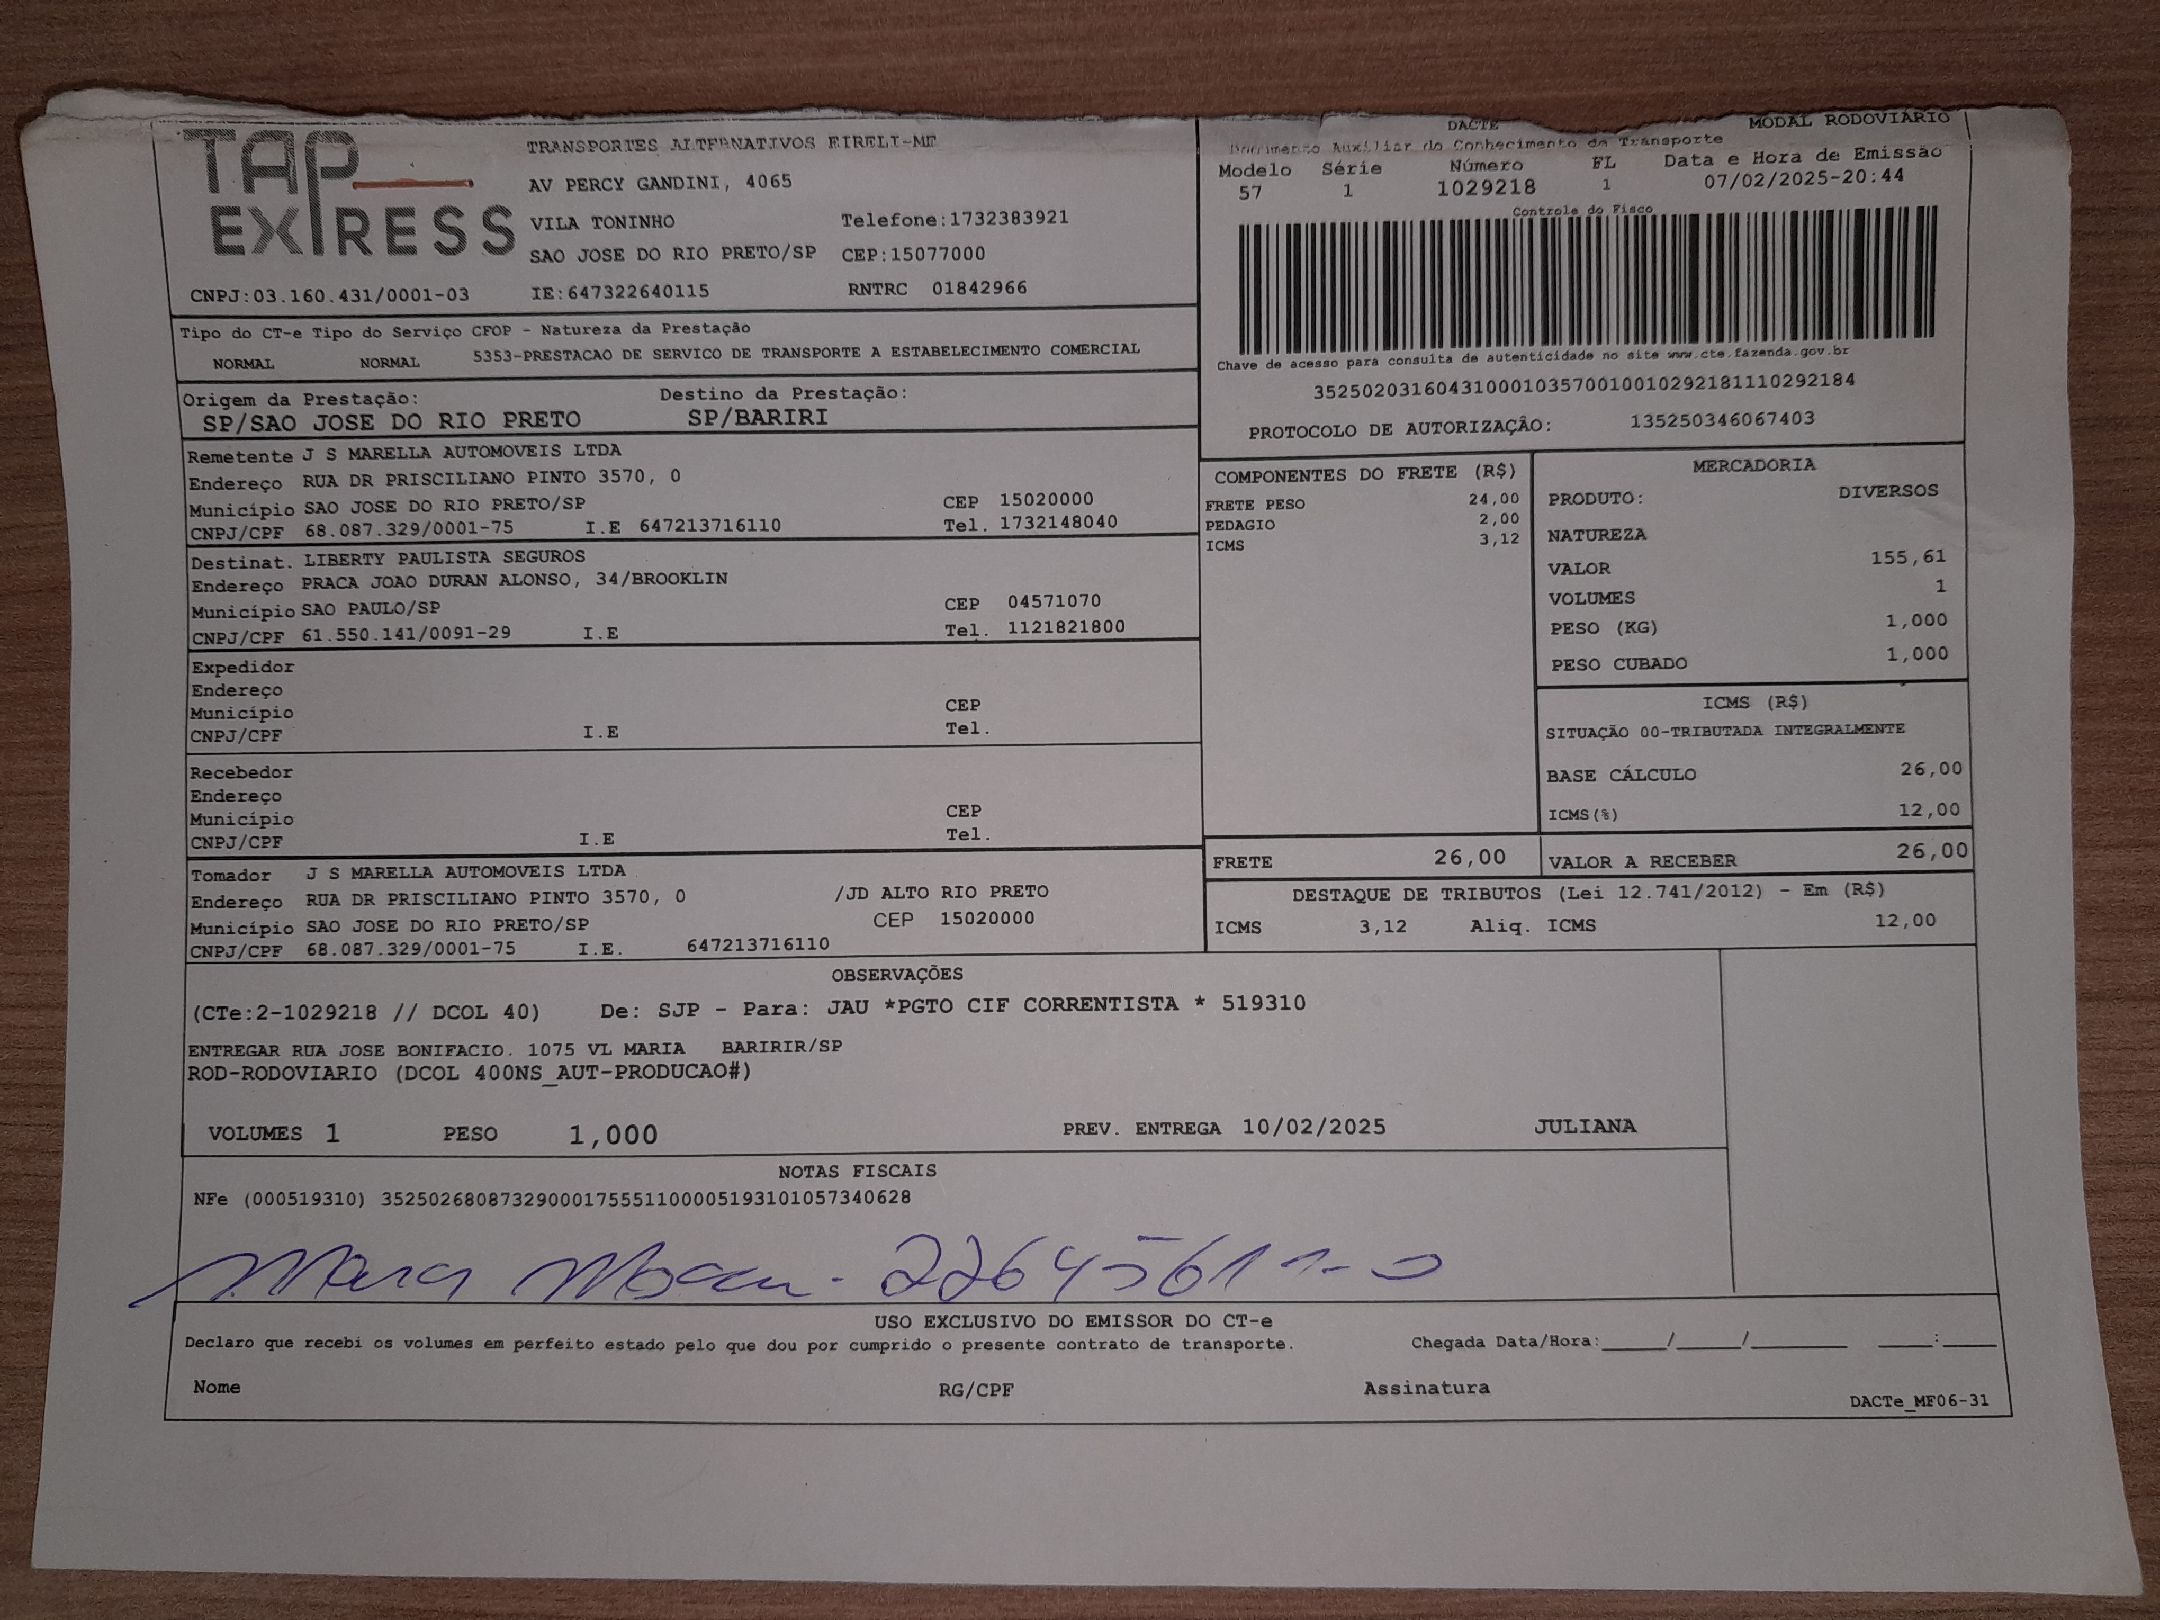 TAP EXPRESS
TRANSPORTES ALTERNATIVOS EIRELI-ME
AV PERCY GANDINI, 4065
VILA TONINHO Telefone:1732383921
SAO JOSE DO RIO PRETO/SP CEP:15077000
CNPJ:03.160.431/0001-03 IE:647322640115 RNTRC 01842966
DACTE MODAL RODOVIÁRIO
Documento Auxiliar do Conhecimento de Transporte
Modelo Série Número FL Data e Hora de Emissão
57 1 1029218 1 07/02/2025-20:44
Controle do Fisco
Chave de acesso para consulta de autenticidade no site www.cte.fazenda.gov.br
35250203160431000103570010010292181110292184
PROTOCOLO DE AUTORIZAÇÃO: 135250346067403
Tipo do CT-e Tipo do Serviço CFOP - Natureza da Prestação
NORMAL NORMAL 5353-PRESTACAO DE SERVICO DE TRANSPORTE A ESTABELECIMENTO COMERCIAL
Origem da Prestação: Destino da Prestação:
SP/SAO JOSE DO RIO PRETO SP/BARIRI
Remetente J S MARELLA AUTOMOVEIS LTDA
Endereço RUA DR PRISCILIANO PINTO 3570, 0
Município SAO JOSE DO RIO PRETO/SP CEP 15020000
CNPJ/CPF 68.087.329/0001-75 I.E 647213716110 Tel. 1732148040
Destinat. LIBERTY PAULISTA SEGUROS
Endereço PRACA JOAO DURAN ALONSO, 34/BROOKLIN
Município SAO PAULO/SP CEP 04571070
CNPJ/CPF 61.550.141/0091-29 I.E Tel. 1121821800
Expedidor
Endereço
Município CEP
CNPJ/CPF I.E Tel.
Recebedor
Endereço
Município CEP
CNPJ/CPF I.E Tel.
Tomador J S MARELLA AUTOMOVEIS LTDA
Endereço RUA DR PRISCILIANO PINTO 3570, 0 /JD ALTO RIO PRETO
Município SAO JOSE DO RIO PRETO/SP CEP 15020000
CNPJ/CPF 68.087.329/0001-75 I.E. 647213716110
COMPONENTES DO FRETE (R$)
FRETE PESO 24,00
PEDAGIO 2,00
ICMS 3,12
MERCADORIA
PRODUTO: DIVERSOS
NATUREZA
VALOR 155,61
VOLUMES 1
PESO (KG) 1,000
PESO CUBADO 1,000
ICMS (R$)
SITUAÇÃO 00-TRIBUTADA INTEGRALMENTE
BASE CÁLCULO 26,00
ICMS(%) 12,00
FRETE 26,00 VALOR A RECEBER 26,00
DESTAQUE DE TRIBUTOS (Lei 12.741/2012) - Em (R$)
ICMS 3,12 Aliq. ICMS 12,00
OBSERVAÇÕES
(CTe:2-1029218 // DCOL 40) De: SJP - Para: JAU *PGTO CIF CORRENTISTA * 519310
ENTREGAR RUA JOSE BONIFACIO. 1075 VL MARIA BARIRIR/SP
ROD-RODOVIARIO (DCOL 400NS_AUT-PRODUCAO#)
VOLUMES 1 PESO 1,000 PREV. ENTREGA 10/02/2025 JULIANA
NOTAS FISCAIS
NFe (000519310) 35250268087329000175551100005193101057340628
USO EXCLUSIVO DO EMISSOR DO CT-e
Declaro que recebi os volumes em perfeito estado pelo que dou por cumprido o presente contrato de transporte. Chegada Data/Hora:_____/_____/________ _____:_____
Nome RG/CPF Assinatura
DACTe_MF06-31